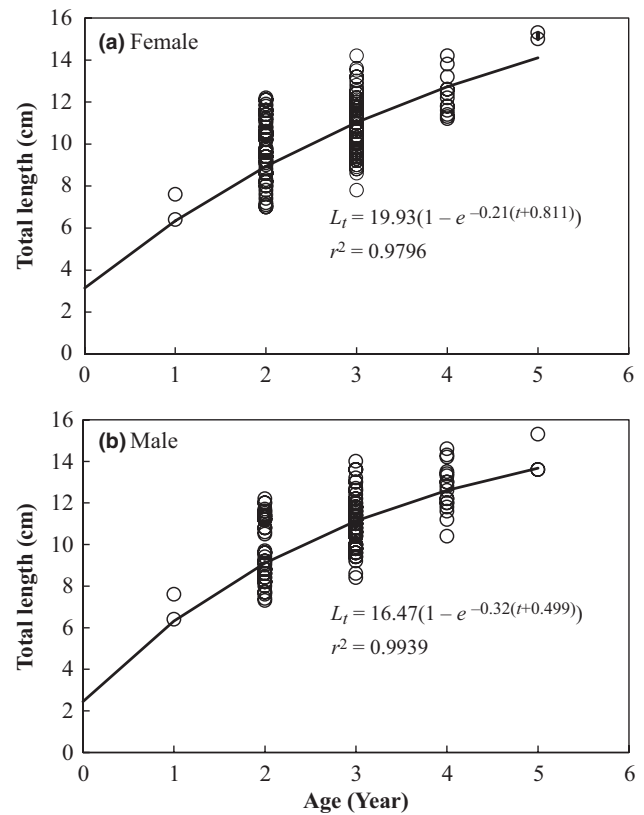 16
(a) Female
14
12
10
8
6
4
2
0
Total length (cm)
L_t = 19.93(1 – e^{–0.21(t+0.811)})
r^2 = 0.9796
0 1 2 3 4 5 6
16
(b) Male
14
12
10
8
6
4
2
0
Total length (cm)
L_t = 16.47(1 – e^{–0.32(t+0.499)})
r^2 = 0.9939
0 1 2 3 4 5 6
Age (Year)